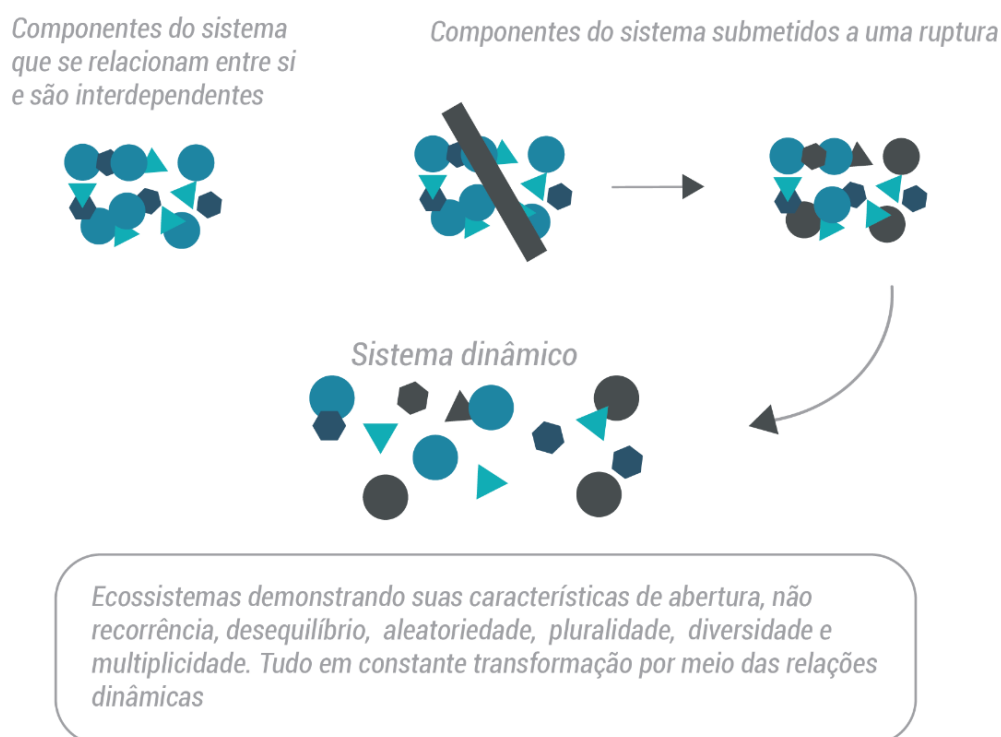 Componentes do sistema
que se relacionam entre si
e são interdependentes
Componentes do sistema submetidos a uma ruptura
Sistema dinâmico
Ecossistemas demonstrando suas características de abertura, não
recorrência, desequilíbrio, aleatoriedade, pluralidade, diversidade e
multiplicidade. Tudo em constante transformação por meio das relações
dinâmicas